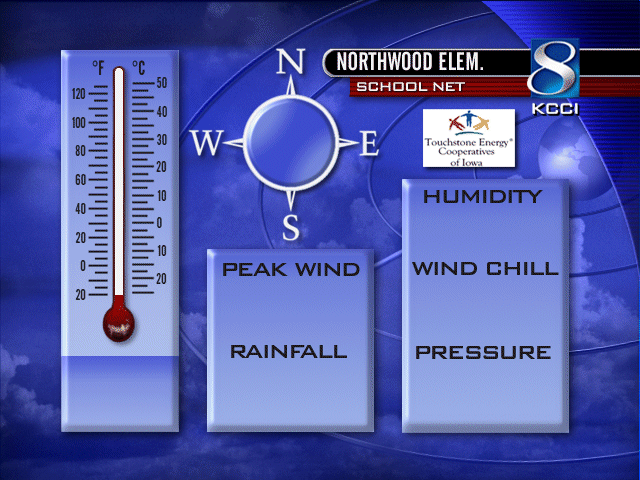 NORTHWOOD ELEM.
SCHOOL NET
8
KCCI
°F °C
120
100
80
60
40
20
0
20
50
40
30
20
10
0
10
20
N
W E
S
Touchstone Energy®
Cooperatives
of Iowa
HUMIDITY
WIND CHILL
PRESSURE
PEAK WIND
RAINFALL